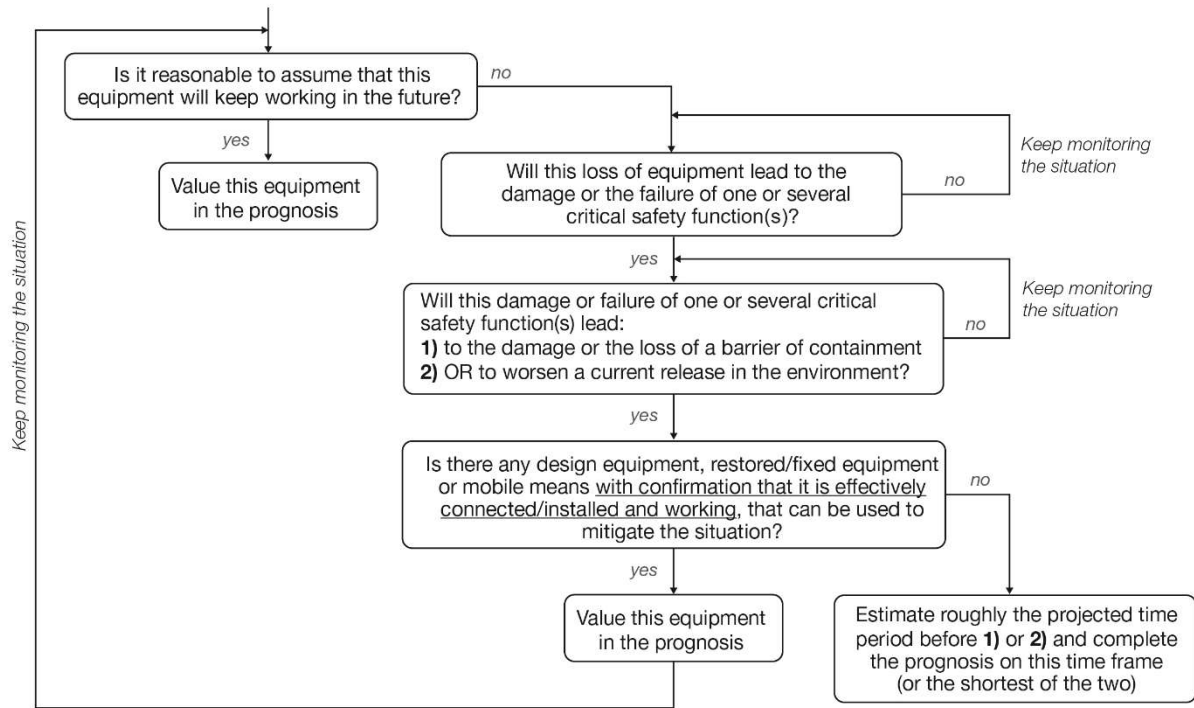 Is it reasonable to assume that this
equipment will keep working in the future?
no
yes
Value this equipment
in the prognosis
Keep monitoring
the situation
Will this loss of equipment lead to the
damage or the failure of one or several
critical safety function(s)?
no
yes
Keep monitoring the situation
Keep monitoring
the situation
Will this damage or failure of one or several critical
safety function(s) lead:
1) to the damage or the loss of a barrier of containment
2) OR to worsen a current release in the environment?
no
yes
Is there any design equipment, restored/fixed equipment
or mobile means with confirmation that it is effectively
connected/installed and working, that can be used to
mitigate the situation?
no
yes
Value this equipment
in the prognosis
Estimate roughly the projected time
period before 1) or 2) and complete
the prognosis on this time frame
(or the shortest of the two)